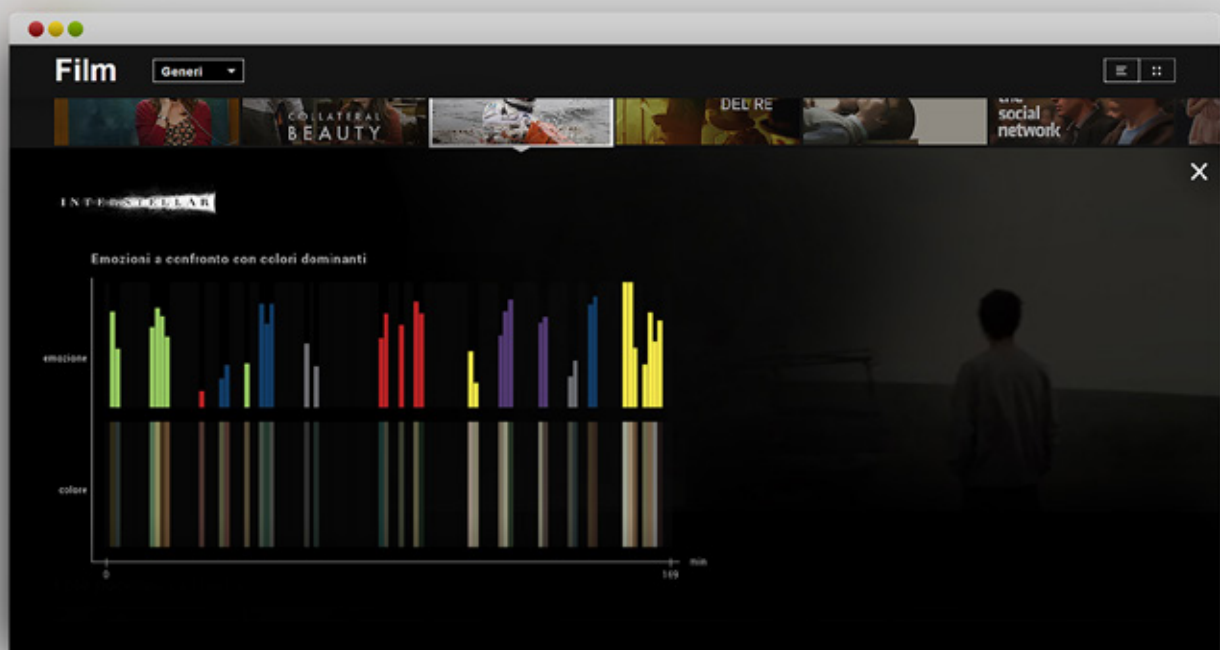 Film
Generi
COLLATERAL
BEAUTY
DEL RE
the
social
network
INTERSTELLAR
Emozioni a confronto con colori dominanti
emozione
colore
0
169
min